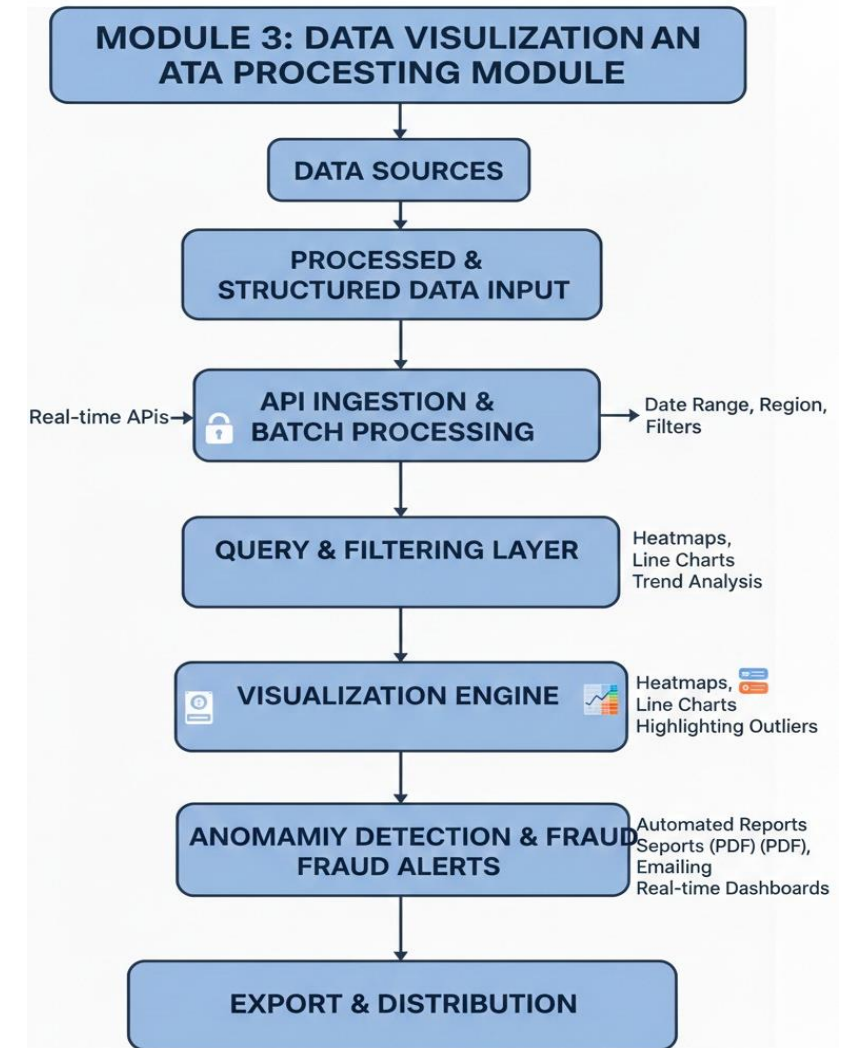 MODULE 3: DATA VISULIZATION AN
ATA PROCESTING MODULE
DATA SOURCES
PROCESSED &
STRUCTURED DATA INPUT
Real-time APis
API INGESTION &
BATCH PROCESSING
Date Range, Region,
Filters
QUERY & FILTERING LAYER
Heatmaps,
Line Charts
Trend Analysis
VISUALIZATION ENGINE
Heatmaps,
Line Charts
Highlighting Outliers
ANOMAMIY DETECTION & FRAUD
FRAUD ALERTS
Automated Reports
Seports (PDF) (PDF),
Emailing
Real-time Dashboards
EXPORT & DISTRIBUTION